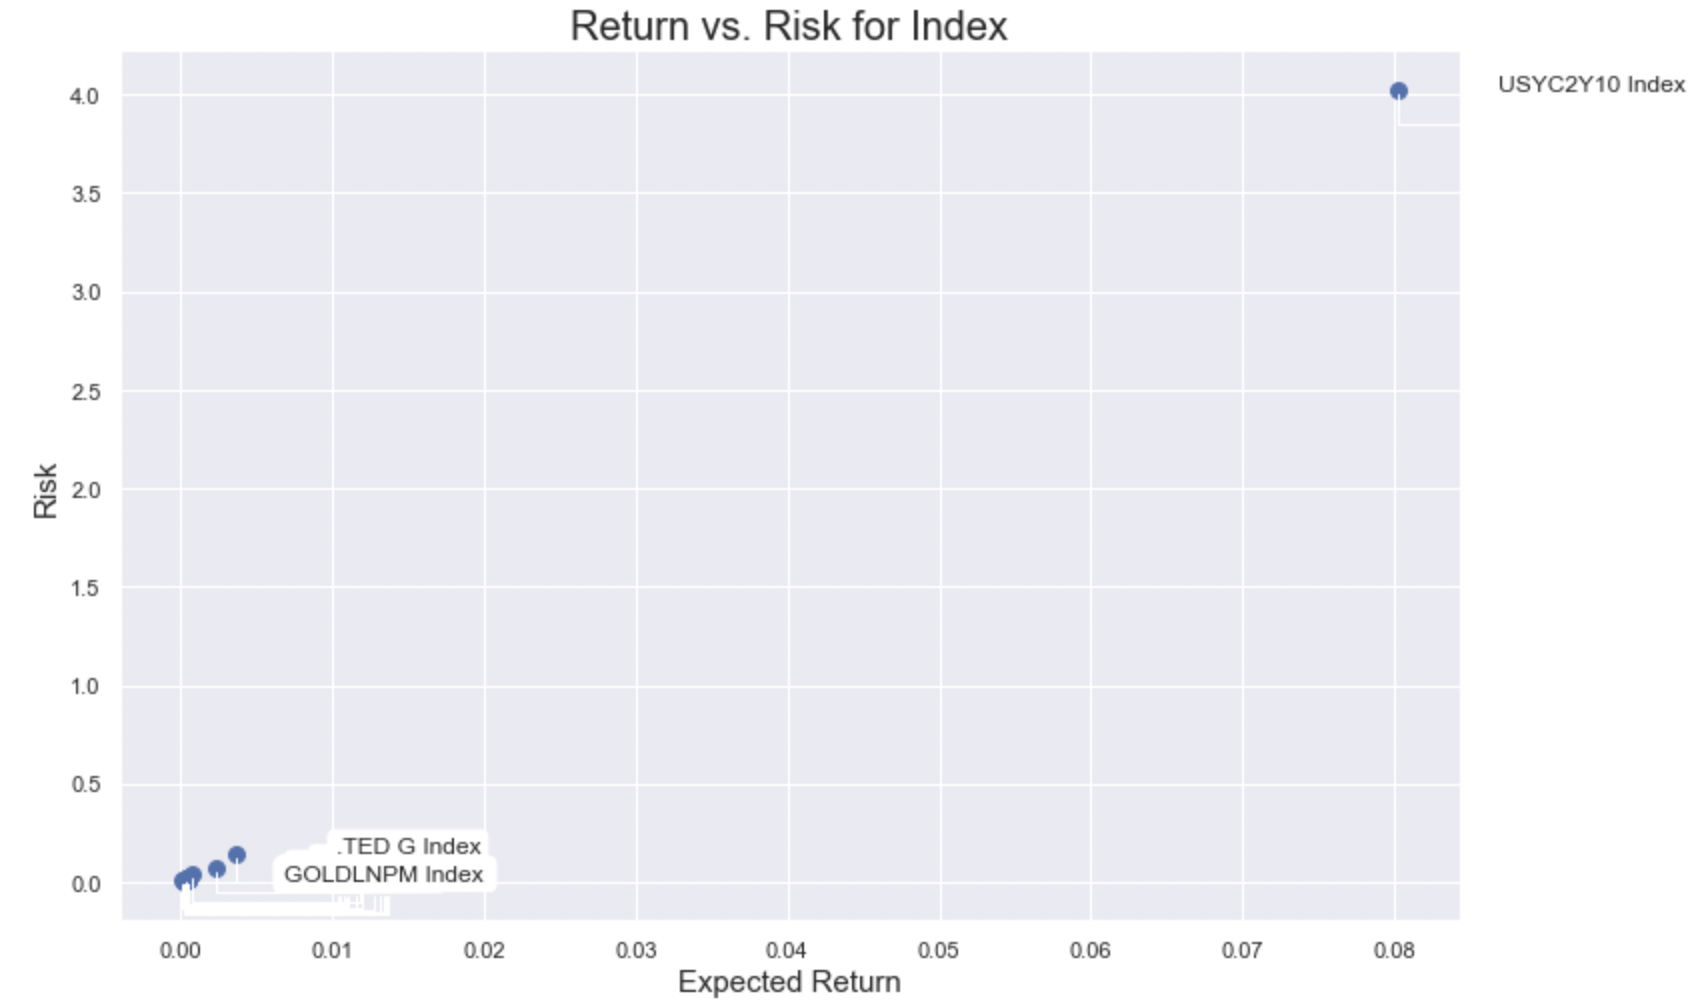 Return vs. Risk for Index
USYC2Y10 Index
4.0
3.5
3.0
2.5
2.0
1.5
1.0
0.5
0.0
Risk
.TED G Index
GOLDLNPM Index
0.00 0.01 0.02 0.03 0.04 0.05 0.06 0.07 0.08
Expected Return